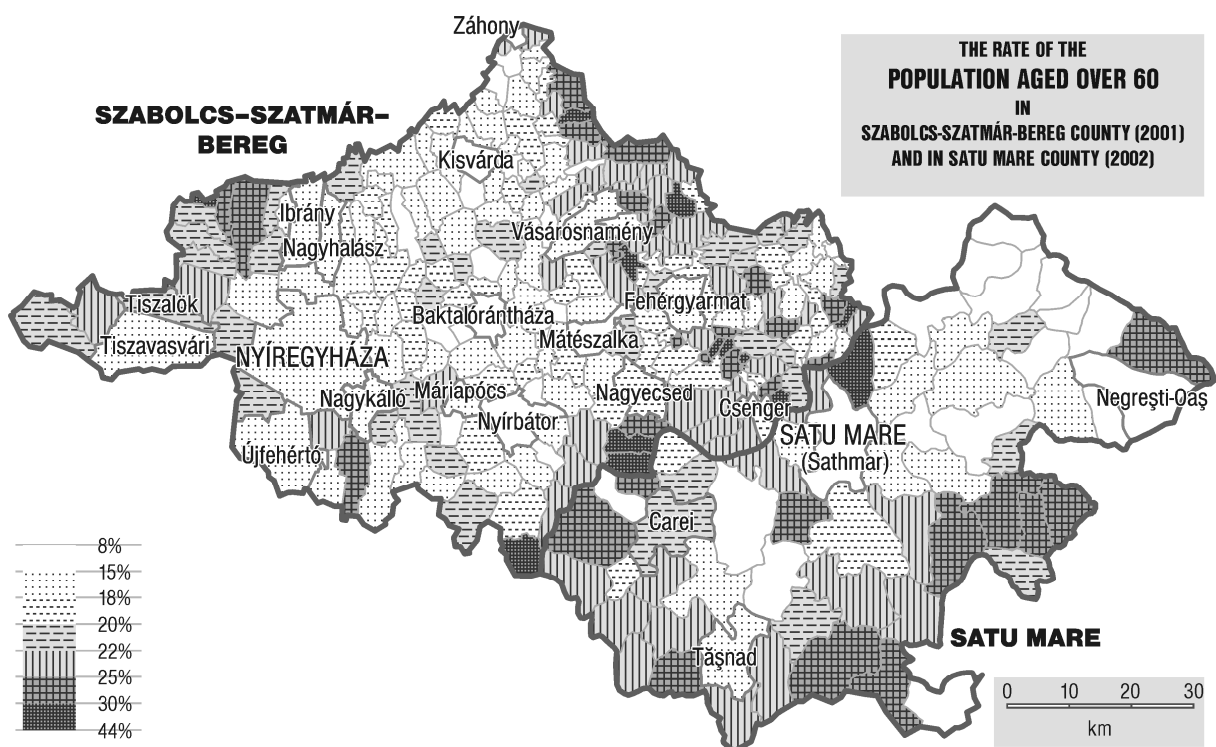 THE RATE OF THE
POPULATION AGED OVER 60
IN
SZABOLCS-SZATMÁR-BEREG COUNTY (2001)
AND IN SATU MARE COUNTY (2002)
Záhony
SZABOLCS–SZATMÁR–
BEREG
Kisvárda
Ibrány
Nagyhalász
Vásárosnamény
Tiszalök
Fehérgyarmat
Baktalórántháza
Tiszavasvári
Mátészalka
NYÍREGYHÁZA
Nagykálló
Máriapócs
Nagyecsed
Negreşti-Oaş
Csenger
Nyírbátor
SATU MARE
(Sathmar)
Újfehértó
Carei
8%
15%
18%
20%
22%
25%
30%
44%
Tăşnad
SATU MARE
0 10 20 30
km